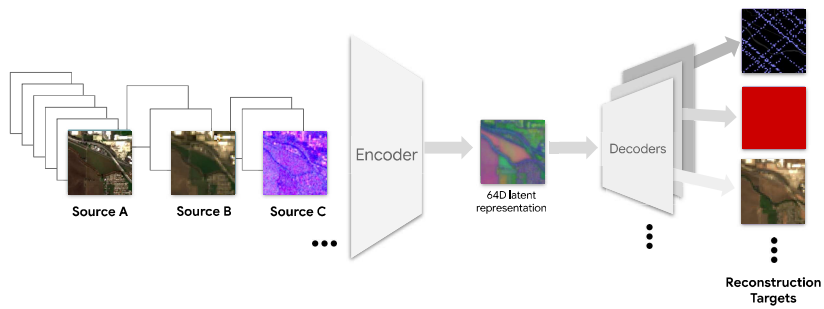 Source A
Source B
Source C
Encoder
64D latent
representation
Decoders
Reconstruction
Targets